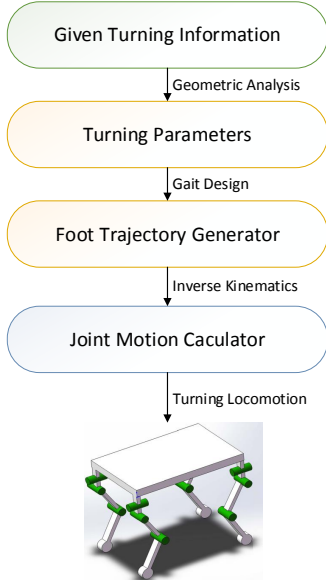 Given Turning Information
Geometric Analysis
Turning Parameters
Gait Design
Foot Trajectory Generator
Inverse Kinematics
Joint Motion Caculator
Turning Locomotion